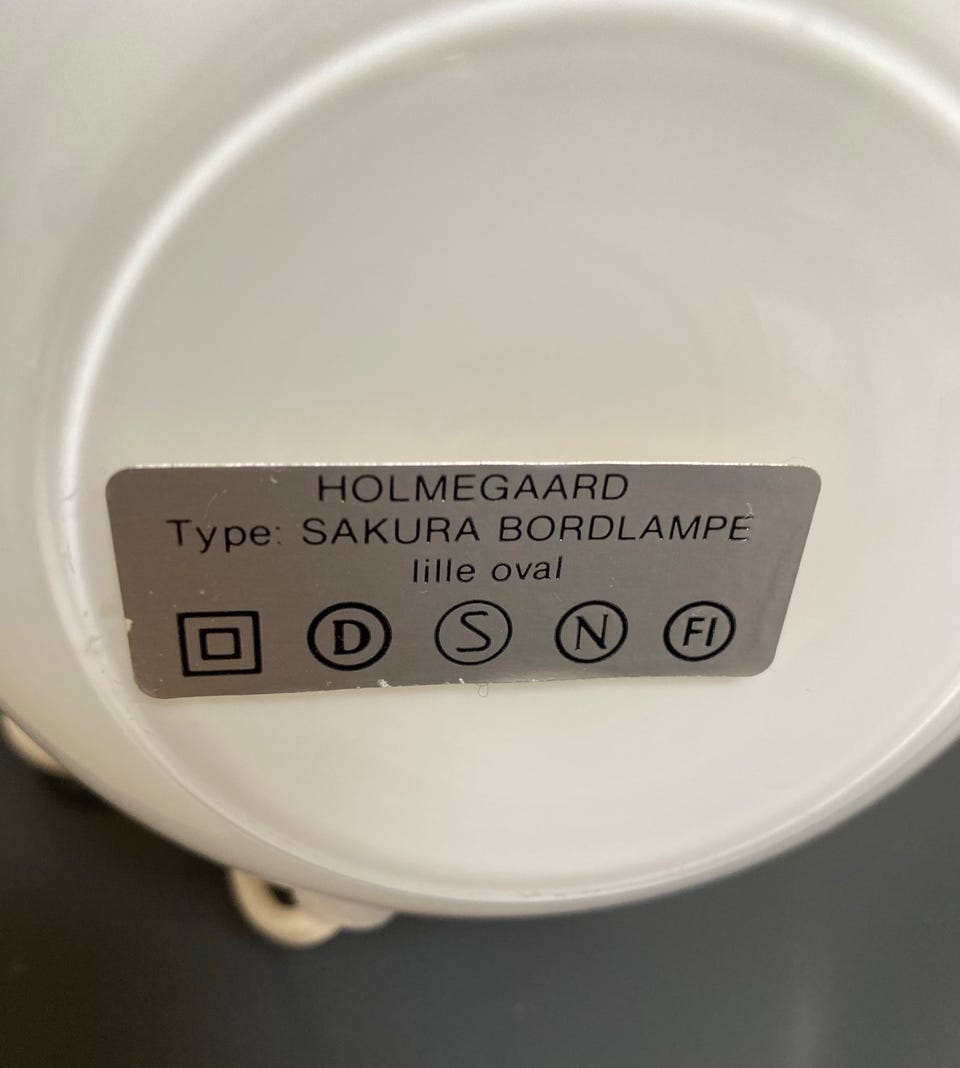 HOLMEGAARD
Type: SAKURA BORDLAMPE
lille oval
D S N FI